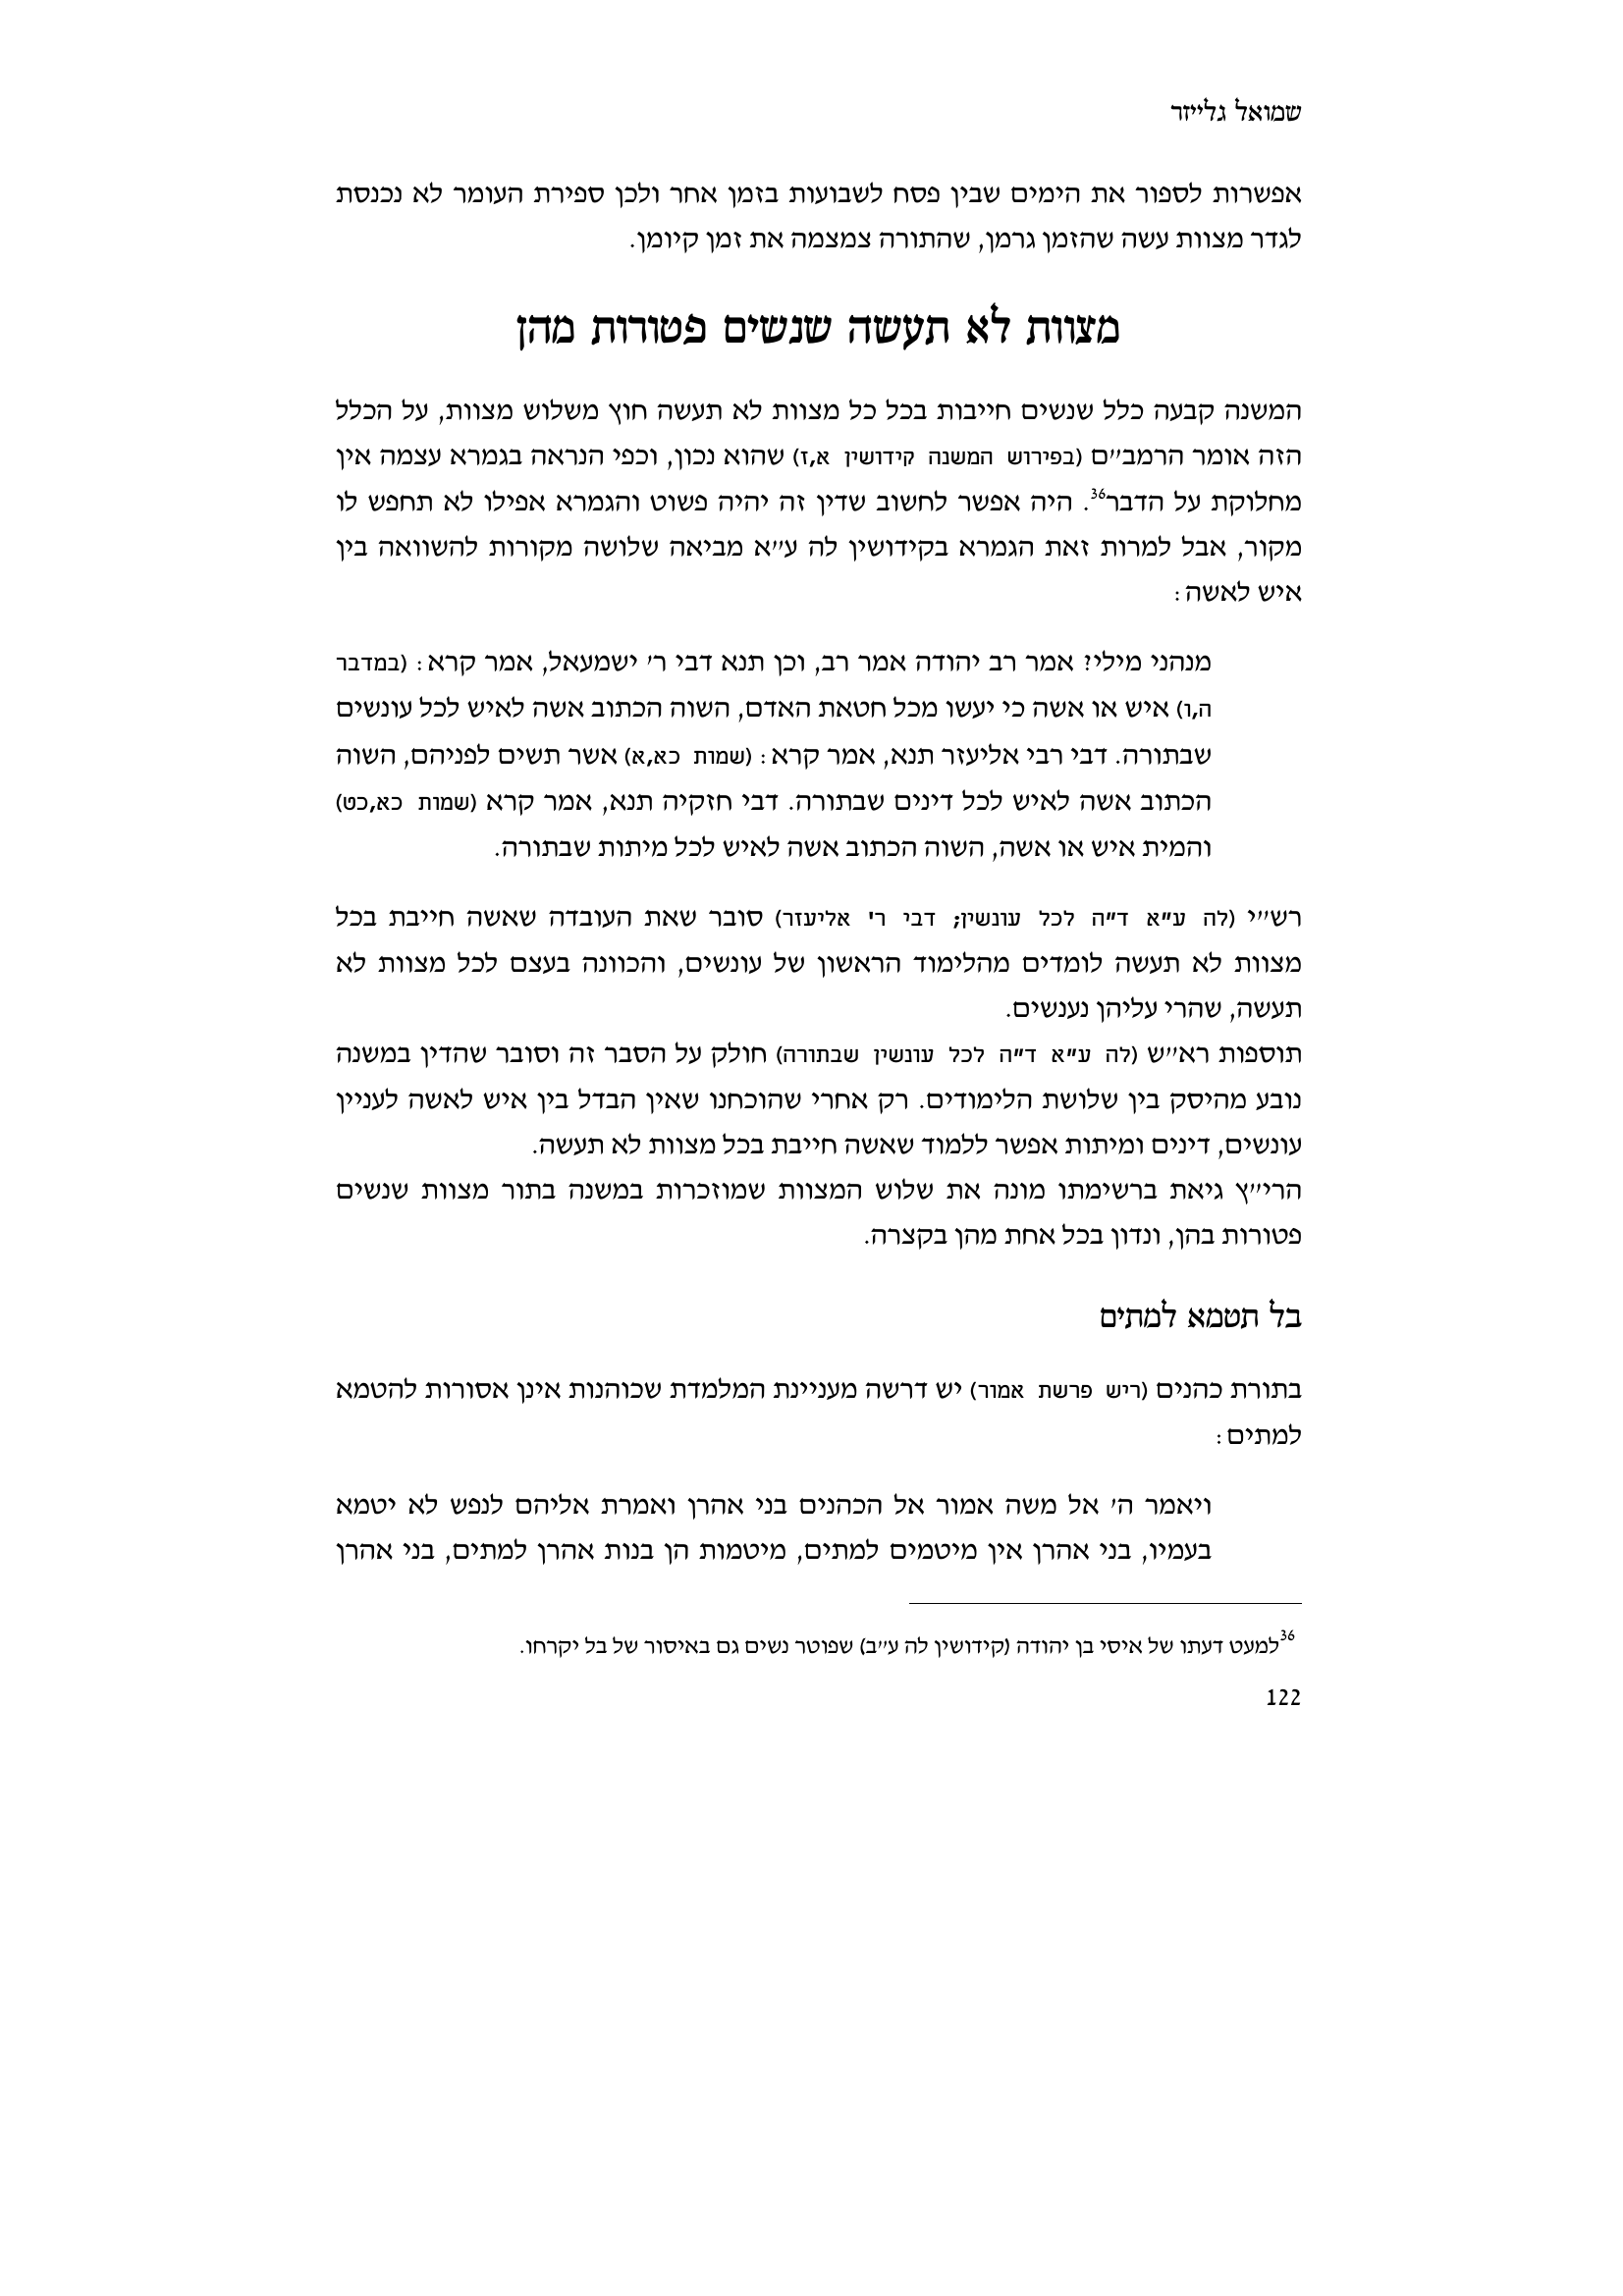 שמואל גלייזר
אפשרות לספור את הימים שבין פסח לשבועות בזמן אחר ולכן ספירת העומר לא נכנסת
לגדר מצוות עשה שהזמן גרמן, שהתורה צמצמה את זמן קיומן.
מצוות לא תעשה שנשים פטורות מהן
המשנה קבעה כלל שנשים חייבות בכל כל מצוות לא תעשה חוץ משלוש מצוות, על הכלל
הזה אומר הרמב״ם (בפירוש המשנה קידושין א,ז) שהוא נכון, וכפי הנראה בגמרא עצמה אין
מחלוקת על הדבר36. היה אפשר לחשוב שדין זה יהיה פשוט והגמרא אפילו לא תחפש לו
מקור, אבל למרות זאת הגמרא בקידושין לה ע״א מביאה שלושה מקורות להשוואה בין
איש לאשה:
מנהני מילי? אמר רב יהודה אמר רב, וכן תנא דבי ר׳ ישמעאל, אמר קרא: (במדבר
ה,ו) איש או אשה כי יעשו מכל חטאת האדם, השוה הכתוב אשה לאיש לכל עונשים
שבתורה. דבי רבי אליעזר תנא, אמר קרא: (שמות כא,א) אשר תשים לפניהם, השוה
הכתוב אשה לאיש לכל דינים שבתורה. דבי חזקיה תנא, אמר קרא (שמות כא,כט)
והמית איש או אשה, השוה הכתוב אשה לאיש לכל מיתות שבתורה.
רש״י (לה ע"א ד"ה לכל עונשין; דבי ר' אליעזר) סובר שאת העובדה שאשה חייבת בכל
מצוות לא תעשה לומדים מהלימוד הראשון של עונשים, והכוונה בעצם לכל מצוות לא
תעשה, שהרי עליהן נענשים.
תוספות רא״ש (לה ע"א ד"ה לכל עונשין שבתורה) חולק על הסבר זה וסובר שהדין במשנה
נובע מהיסק בין שלושת הלימודים. רק אחרי שהוכחנו שאין הבדל בין איש לאשה לעניין
עונשים, דינים ומיתות אפשר ללמוד שאשה חייבת בכל מצוות לא תעשה.
הרי״ץ גיאת ברשימתו מונה את שלוש המצוות שמוזכרות במשנה בתור מצוות שנשים
פטורות בהן, ונדון בכל אחת מהן בקצרה.
בל תטמא למתים
בתורת כהנים (ריש פרשת אמור) יש דרשה מעניינת המלמדת שכוהנות אינן אסורות להטמא
למתים:
ויאמר ה׳ אל משה אמור אל הכהנים בני אהרן ואמרת אליהם לנפש לא יטמא
בעמיו, בני אהרן אין מיטמים למתים, מיטמות הן בנות אהרן למתים, בני אהרן
36למעט דעתו של איסי בן יהודה (קידושין לה ע״ב) שפוטר נשים גם באיסור של בל יקרחו.
122